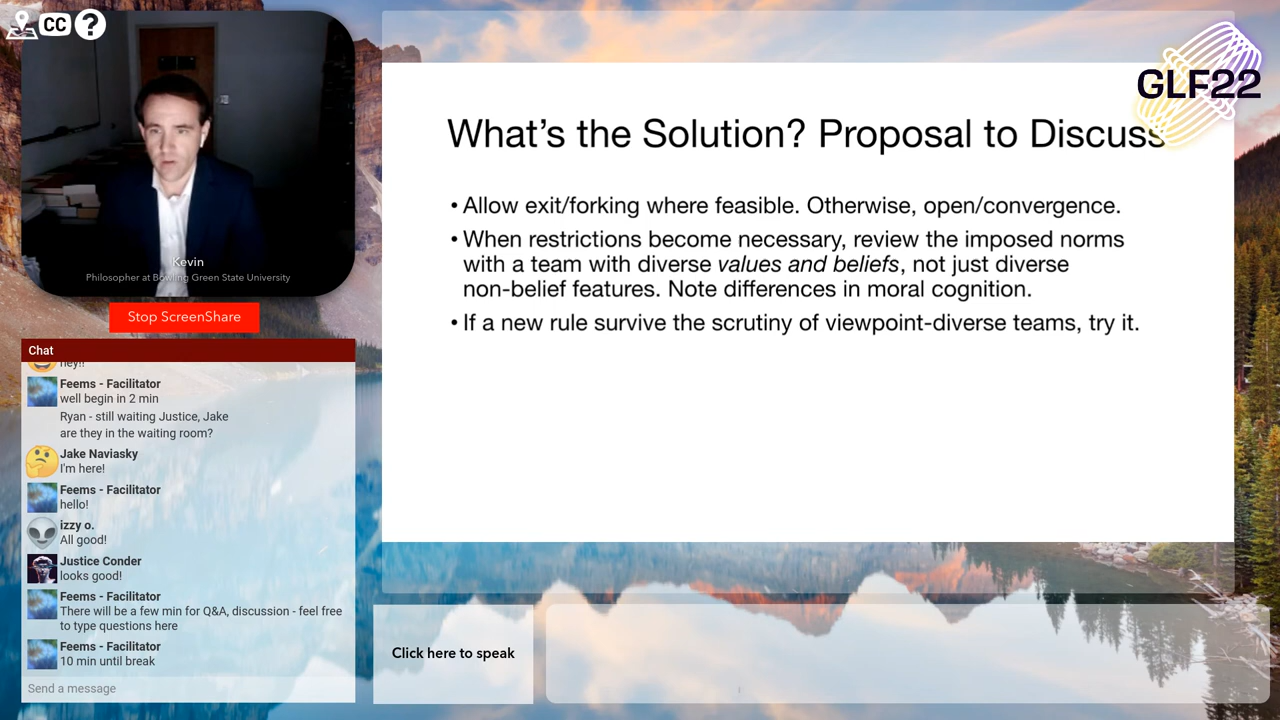 CC
?
GLF22
What's the Solution? Proposal to Discuss
• Allow exit/forking where feasible. Otherwise, open/convergence.
• When restrictions become necessary, review the imposed norms
with a team with diverse values and beliefs, not just diverse
non-belief features. Note differences in moral cognition.
• If a new rule survive the scrutiny of viewpoint-diverse teams, try it.
Kevin
Philosopher at Bowling Green State University
Stop ScreenShare
Chat
hey!!
Feems - Facilitator
well begin in 2 min
Ryan - still waiting Justice, Jake
are they in the waiting room?
Jake Naviasky
I'm here!
Feems - Facilitator
hello!
izzy o.
All good!
Justice Conder
looks good!
Feems - Facilitator
There will be a few min for Q&A, discussion - feel free
to type questions here
Feems - Facilitator
10 min until break
Send a message
Click here to speak